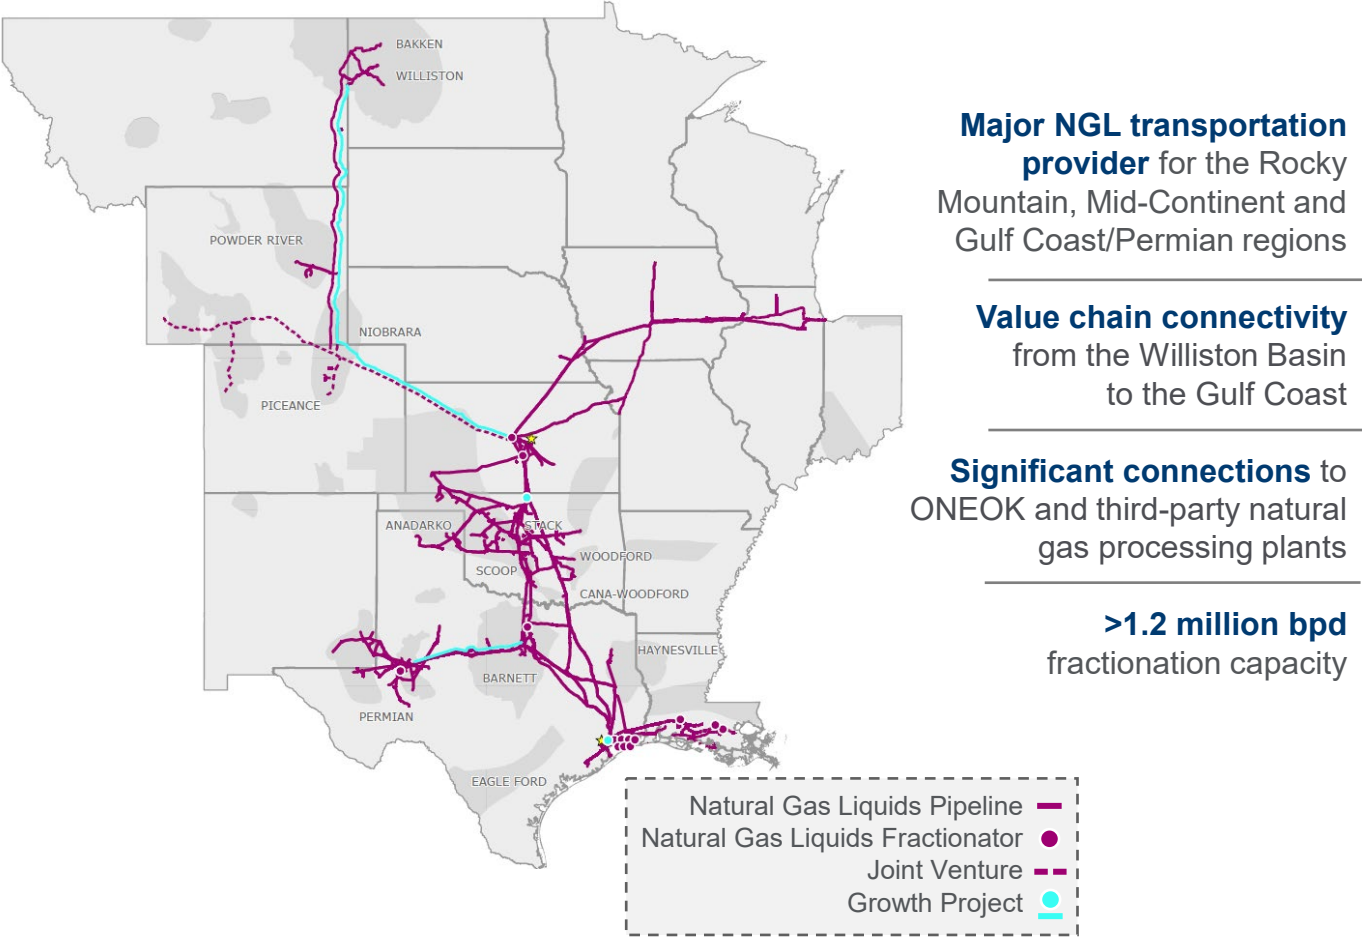 BAKKEN
WILLISTON
POWDER RIVER
NIOBRARA
PICEANCE
ANADARKO
STACK
WOODFORD
SCOOP
CANA-WOODFORD
HAYNESVILLE
BARNETT
PERMIAN
EAGLE FORD
Major NGL transportation
provider for the Rocky
Mountain, Mid-Continent and
Gulf Coast/Permian regions
Value chain connectivity
from the Williston Basin
to the Gulf Coast
Significant connections to
ONEOK and third-party natural
gas processing plants
>1.2 million bpd
fractionation capacity
Natural Gas Liquids Pipeline
Natural Gas Liquids Fractionator
Joint Venture
Growth Project